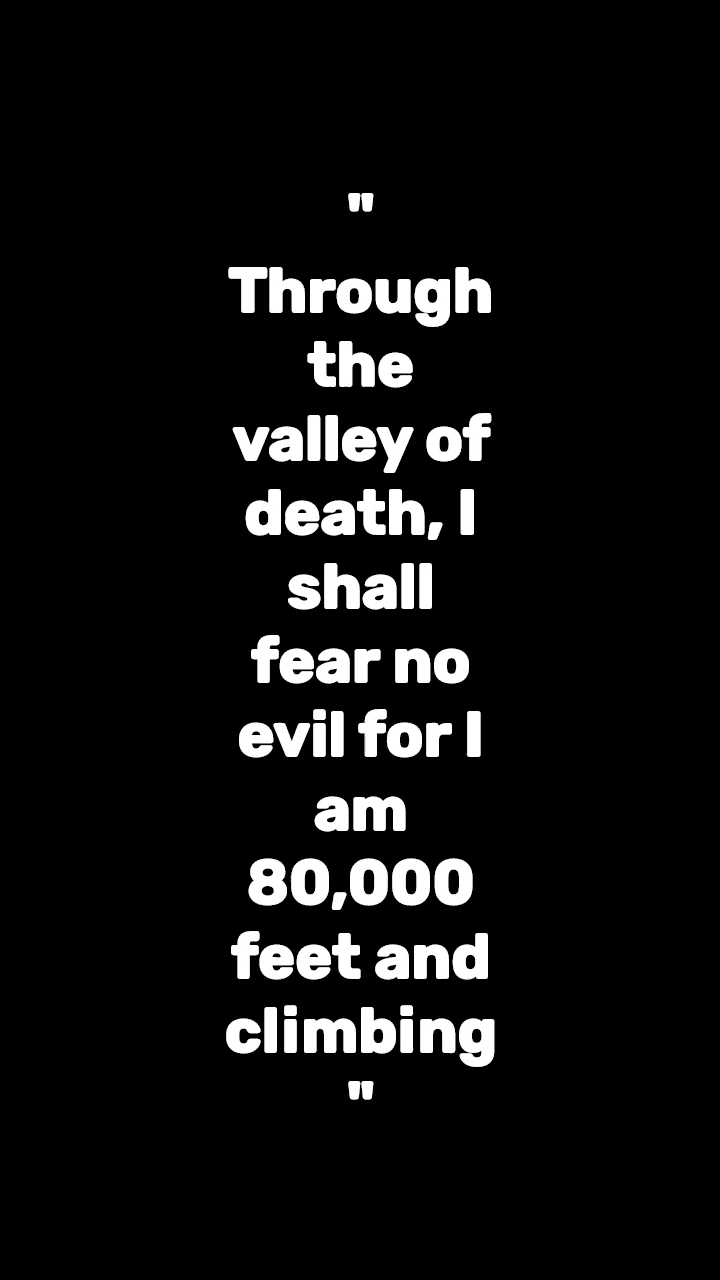 "
Through
the
valley of
death, I
shall
fear no
evil for I
am
80,000
feet and
climbing
"